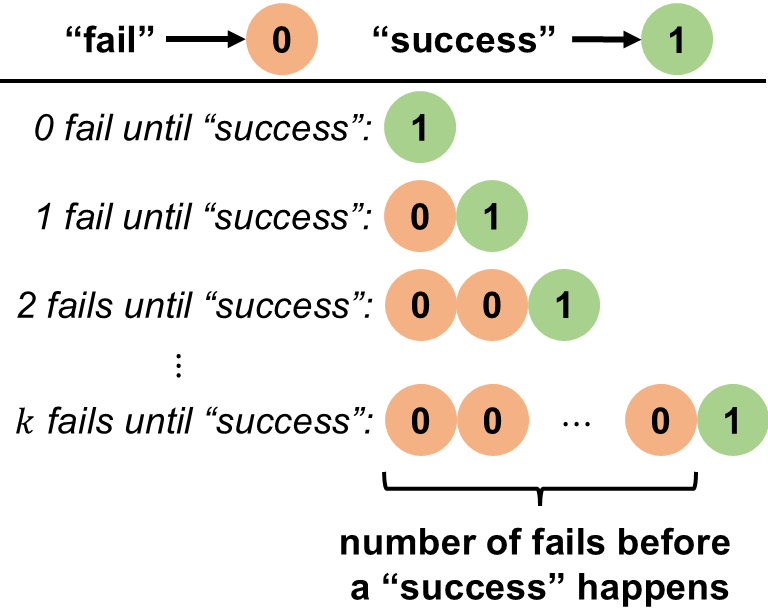 “fail” 0 “success” 1
0 fail until “success”: 1
1 fail until “success”: 0 1
2 fails until “success”: 0 0 1
⋮
k fails until “success”: 0 0 ... 0 1
number of fails before
a “success” happens